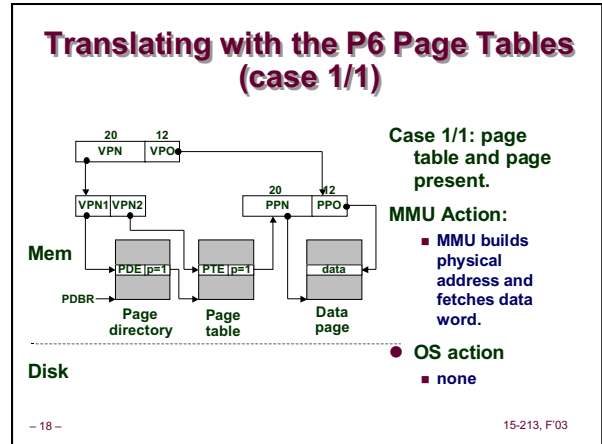 Translating with the P6 Page Tables
(case 1/1)
20 12
VPN VPO
VPN1 VPN2
20 12
PPN PPO
Mem
PDE p=1 PTE p=1 data
PDBR
Page
directory
Page
table
Data
page
Disk
Case 1/1: page
table and page
present.
MMU Action:
■ MMU builds
physical
address and
fetches data
word.
● OS action
■ none
– 18 –
15-213, F'03